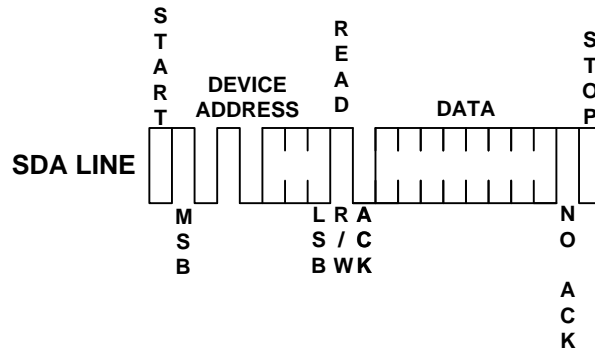 START
DEVICE
ADDRESS
READ
DATA
STOP
SDA LINE
MSB
LSB
R/W
ACK
NO ACK